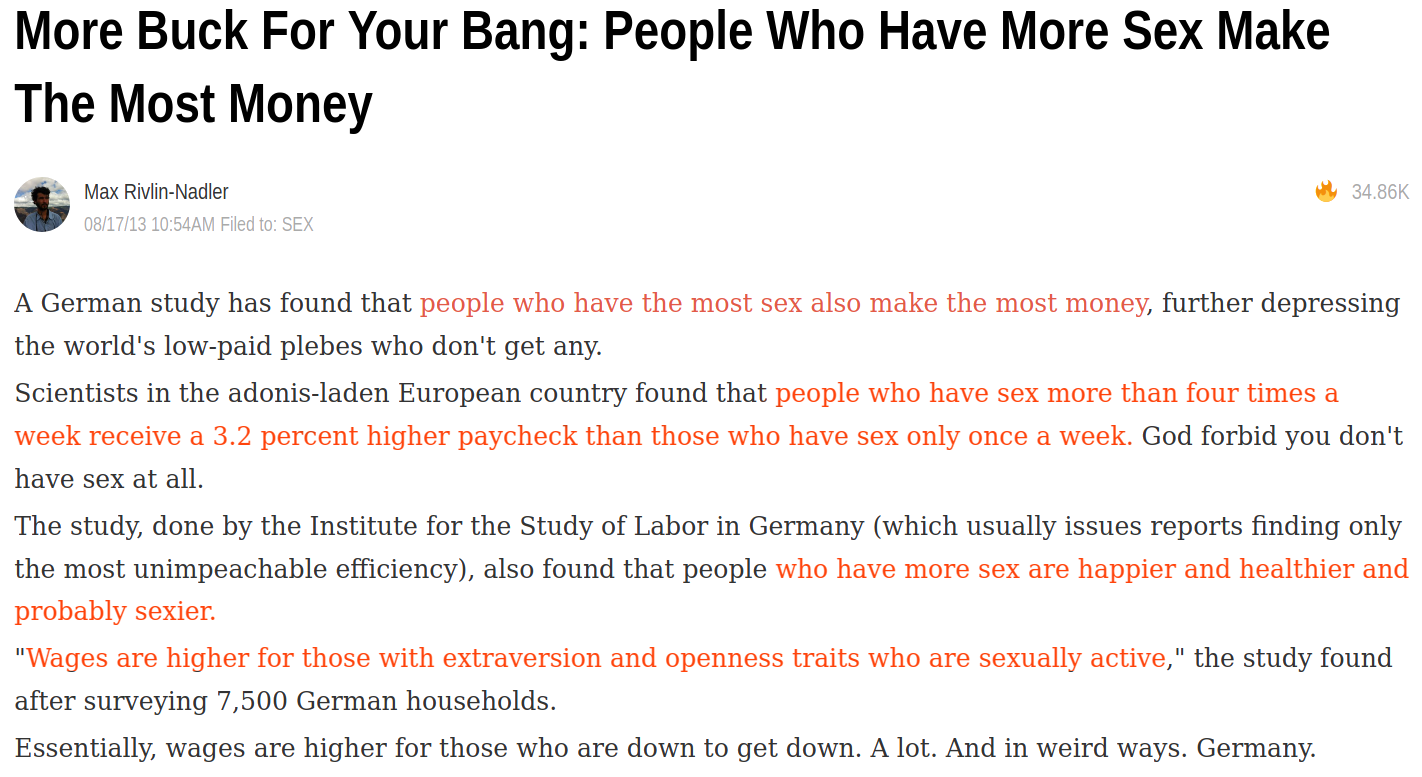 More Buck For Your Bang: People Who Have More Sex Make
The Most Money
Max Rivlin-Nadler
34.86K
08/17/13 10:54AM Filed to: SEX
A German study has found that people who have the most sex also make the most money, further depressing
the world's low-paid plebes who don't get any.
Scientists in the adonis-laden European country found that people who have sex more than four times a
week receive a 3.2 percent higher paycheck than those who have sex only once a week. God forbid you don't
have sex at all.
The study, done by the Institute for the Study of Labor in Germany (which usually issues reports finding only
the most unimpeachable efficiency), also found that people who have more sex are happier and healthier and
probably sexier.
"Wages are higher for those with extraversion and openness traits who are sexually active," the study found
after surveying 7,500 German households.
Essentially, wages are higher for those who are down to get down. A lot. And in weird ways. Germany.